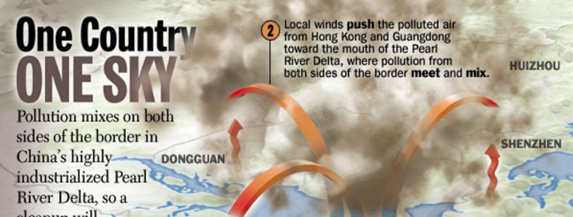 One Country
ONE SKY
Pollution mixes on both
sides of the border in
China's highly
industrialized Pearl
River Delta, so a
cleanup will
2
Local winds push the polluted air
from Hong Kong and Guangdong
toward the mouth of the Pearl
River Delta, where pollution from
both sides of the border meet and mix.
HUIZHOU
DONGGUAN
SHENZHEN